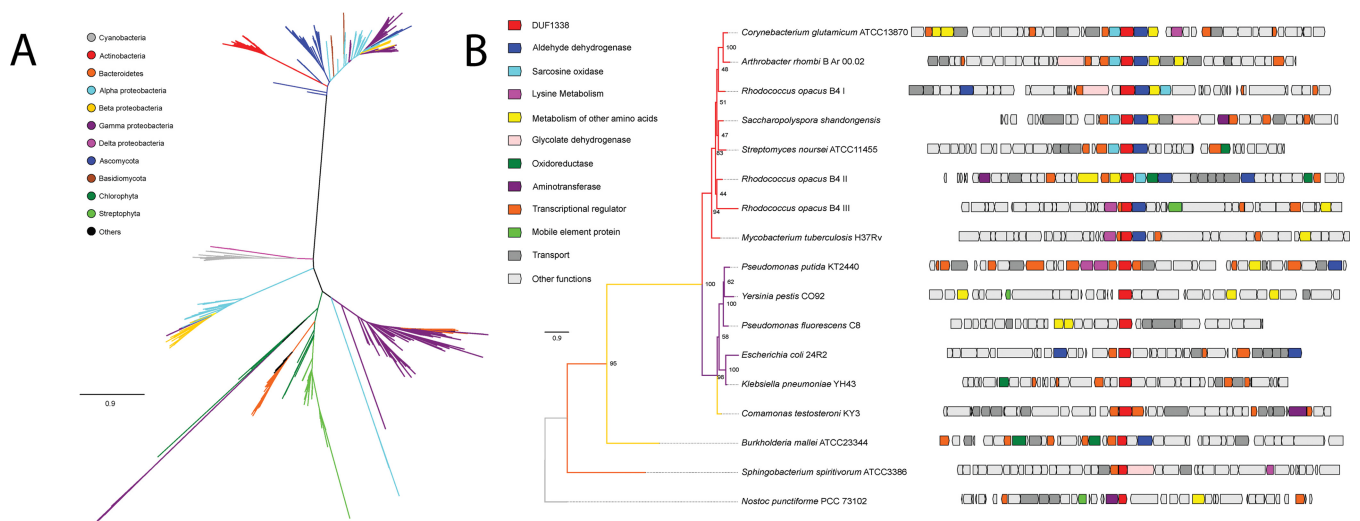 A
Cyanobacteria
Actinobacteria
Bacteroidetes
Alpha proteobacteria
Beta proteobacteria
Gamma proteobacteria
Delta proteobacteria
Ascomycota
Basidiomycota
Chlorophyta
Streptophyta
Others
0.9
B
DUF1338
Aldehyde dehydrogenase
Sarcosine oxidase
Lysine Metabolism
Metabolism of other amino acids
Glycolate dehydrogenase
Oxidoreductase
Aminotransferase
Transcriptional regulator
Mobile element protein
Transport
Other functions
0.9
100
48
51
47
63
44
94
100
62
100
58
100
98
95
Corynebacterium glutamicum ATCC13870
Arthrobacter rhombi B Ar 00.02
Rhodococcus opacus B4 I
Saccharopolyspora shandongensis
Streptomyces noursei ATCC11455
Rhodococcus opacus B4 II
Rhodococcus opacus B4 III
Mycobacterium tuberculosis H37Rv
Pseudomonas putida KT2440
Yersinia pestis CO92
Pseudomonas fluorescens C8
Escherichia coli 24R2
Klebsiella pneumoniae YH43
Comamonas testosteroni KY3
Burkholderia mallei ATCC23344
Sphingobacterium spiritivorum ATCC3386
Nostoc punctiforme PCC 73102